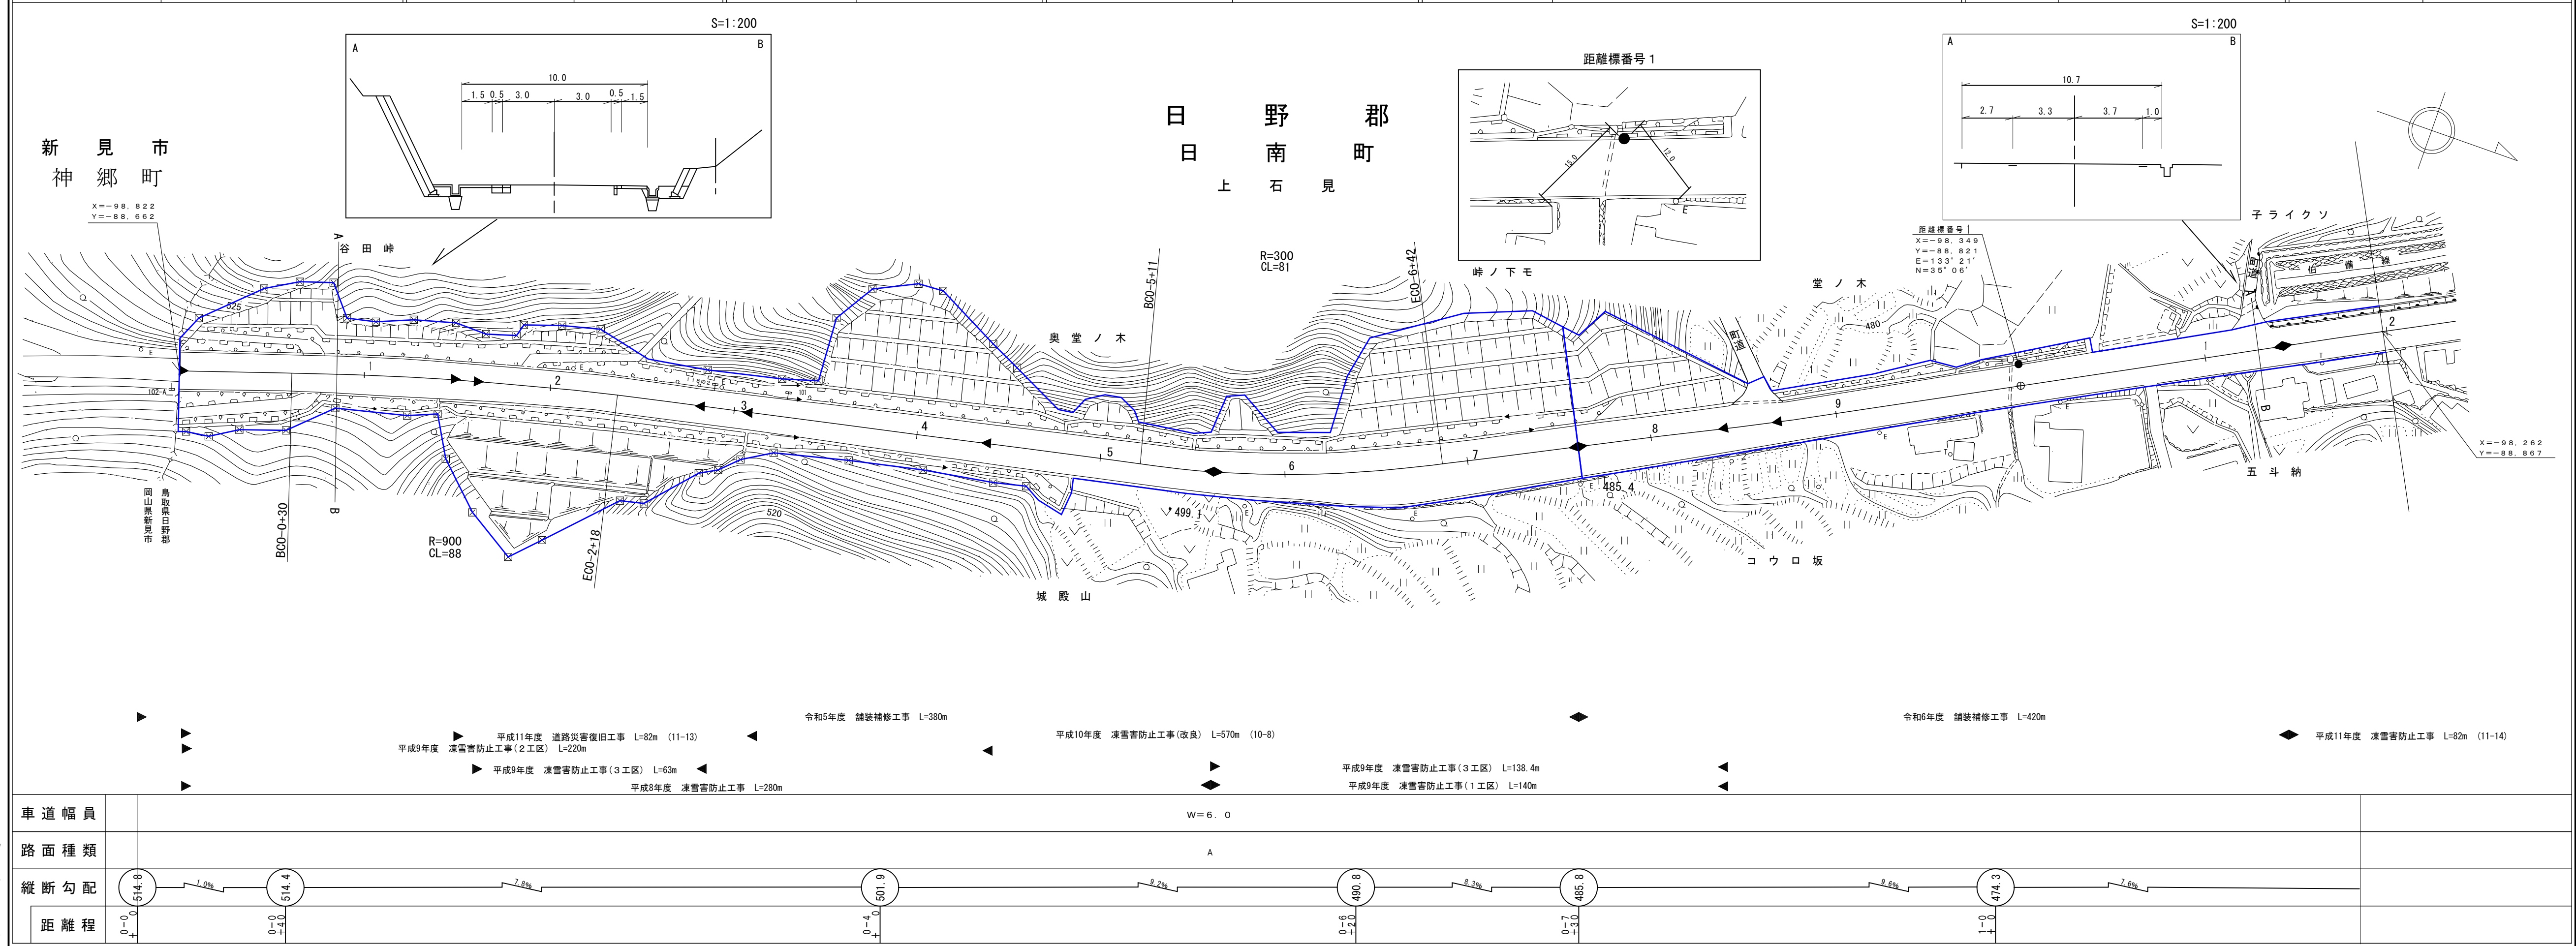 S=1:200
A
B
10.0
1.5 0.5 3.0 3.0 0.5 1.5
新見市
神郷町
X=-98.822
Y=-88.662
日野郡
日南町
上石見
距離標番号1
15.0
12.0
E
S=1:200
A
B
10.7
2.7 3.3 3.7 1.0
距離標番号1
X=-98.349
Y=-88.821
E=133°21′
N=35°06′
子ライクソ
伯備線
町道
A
谷田峠
525
R=300
CL=81
BC0-5+11
EC0-6+42
峠ノ下モ
奥堂ノ木
堂ノ木
町道
480
102-A
101
1 2 3 4 5 6 7 8 9 1 2
岡山県新見市
鳥取県日野郡
BC0-0+30
B
R=900
CL=88
EC0-2+18
520
城殿山
499.1
485.4
コウロ坂
B
五斗納
X=-98.262
Y=-88.867
令和5年度 舗装補修工事 L=380m
令和6年度 舗装補修工事 L=420m
平成11年度 道路災害復旧工事 L=82m (11-13)
平成10年度 凍雪害防止工事(改良) L=570m (10-8)
平成11年度 凍雪害防止工事 L=82m (11-14)
平成9年度 凍雪害防止工事(2工区) L=220m
平成9年度 凍雪害防止工事(3工区) L=63m
平成9年度 凍雪害防止工事(3工区) L=138.4m
平成8年度 凍雪害防止工事 L=280m
平成9年度 凍雪害防止工事(1工区) L=140m
車道幅員
W=6.0
路面種類
A
縦断勾配
514.8 1.0% 514.4 7.8% 501.9 9.2% 490.8 8.3% 485.8 9.6% 474.3 7.6%
距離程
0-0+0 0-0+40 0-4+0 0-6+20 0-7+30 1-0+0